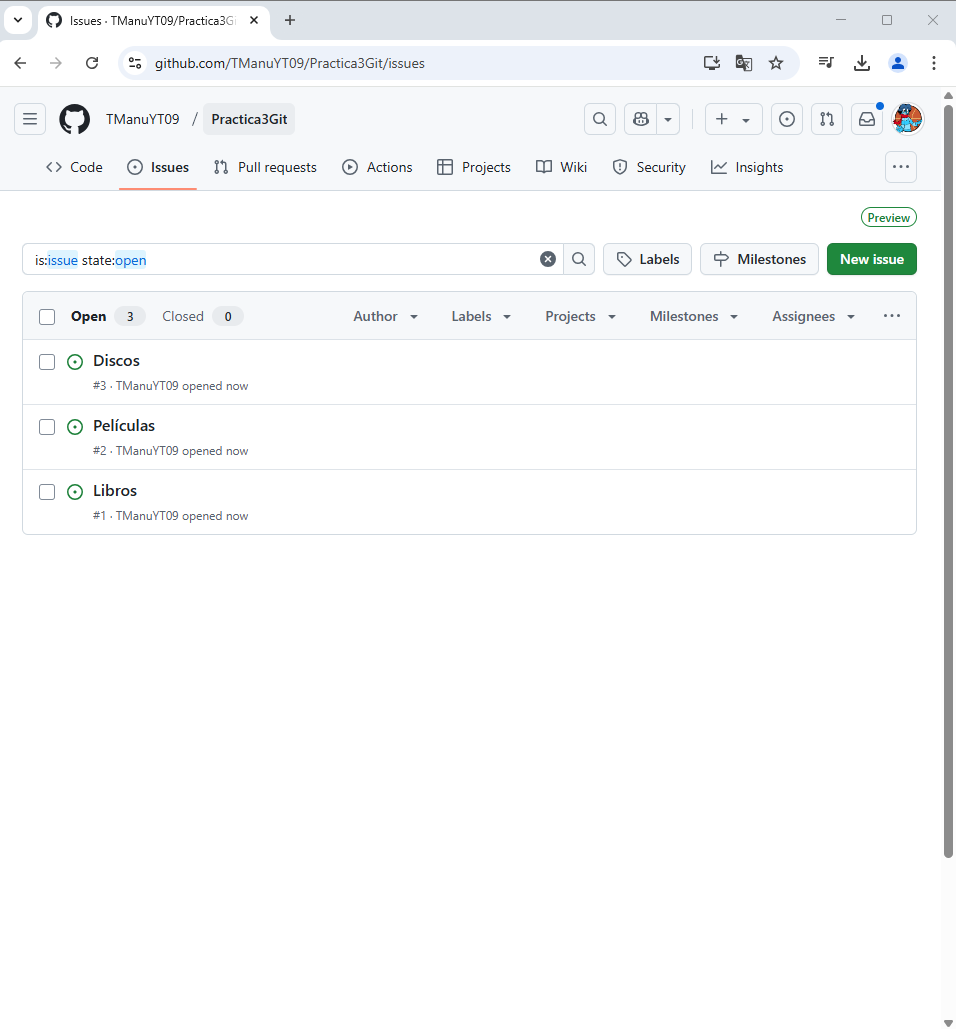 Issues · TManuYT09/Practica3Gi
github.com/TManuYT09/Practica3Git/issues
TManuYT09 / Practica3Git
Code Issues Pull requests Actions Projects Wiki Security Insights
Preview
is:issue state:open Labels Milestones New issue
Open 3 Closed 0 Author Labels Projects Milestones Assignees
Discos
#3 · TManuYT09 opened now
Películas
#2 · TManuYT09 opened now
Libros
#1 · TManuYT09 opened now